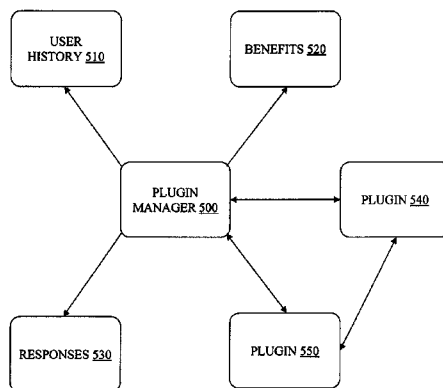 USER
HISTORY 510
BENEFITS 520
PLUGIN
MANAGER 500
PLUGIN 540
RESPONSES 530
PLUGIN 550